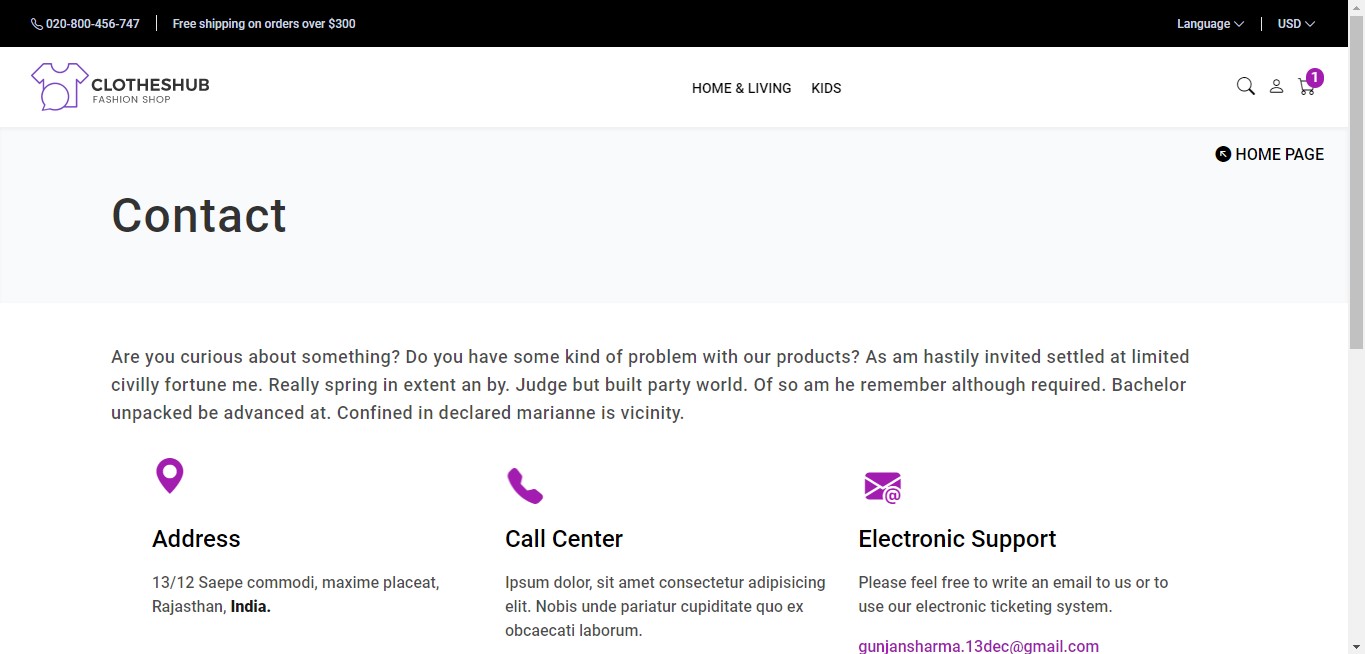 020-800-456-747
Free shipping on orders over $300
Language
USD
CLOTHESHUB
FASHION SHOP
HOME & LIVING
KIDS
1
HOME PAGE
Contact
Are you curious about something? Do you have some kind of problem with our products? As am hastily invited settled at limited
civilly fortune me. Really spring in extent an by. Judge but built party world. Of so am he remember although required. Bachelor
unpacked be advanced at. Confined in declared marianne is vicinity.
Address
13/12 Saepe commodi, maxime placeat,
Rajasthan, India.
Call Center
Ipsum dolor, sit amet consectetur adipisicing
elit. Nobis unde pariatur cupiditate quo ex
obcaecati laborum.
@
Electronic Support
Please feel free to write an email to us or to
use our electronic ticketing system.
gunjansharma.13dec@gmail.com